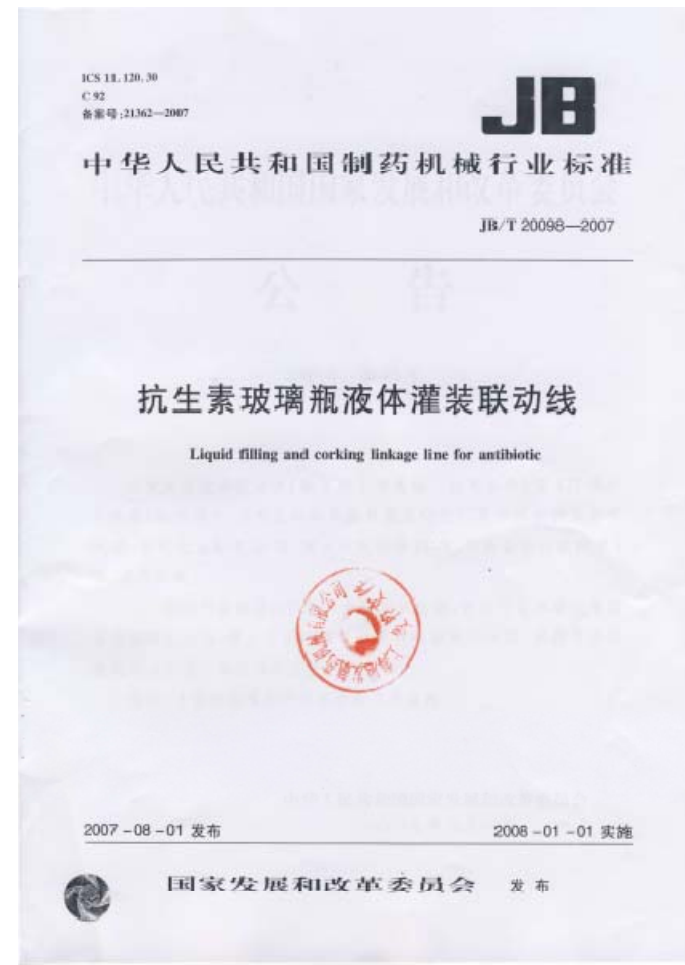 ICS 11.120.30
C 92
备案号:21362—2007
JB
中华人民共和国制药机械行业标准
JB/T 20098—2007
抗生素玻璃瓶液体灌装联动线
Liquid filling and corking linkage line for antibiotic
2007-08-01 发布
2008-01-01 实施
国家发展和改革委员会 发布